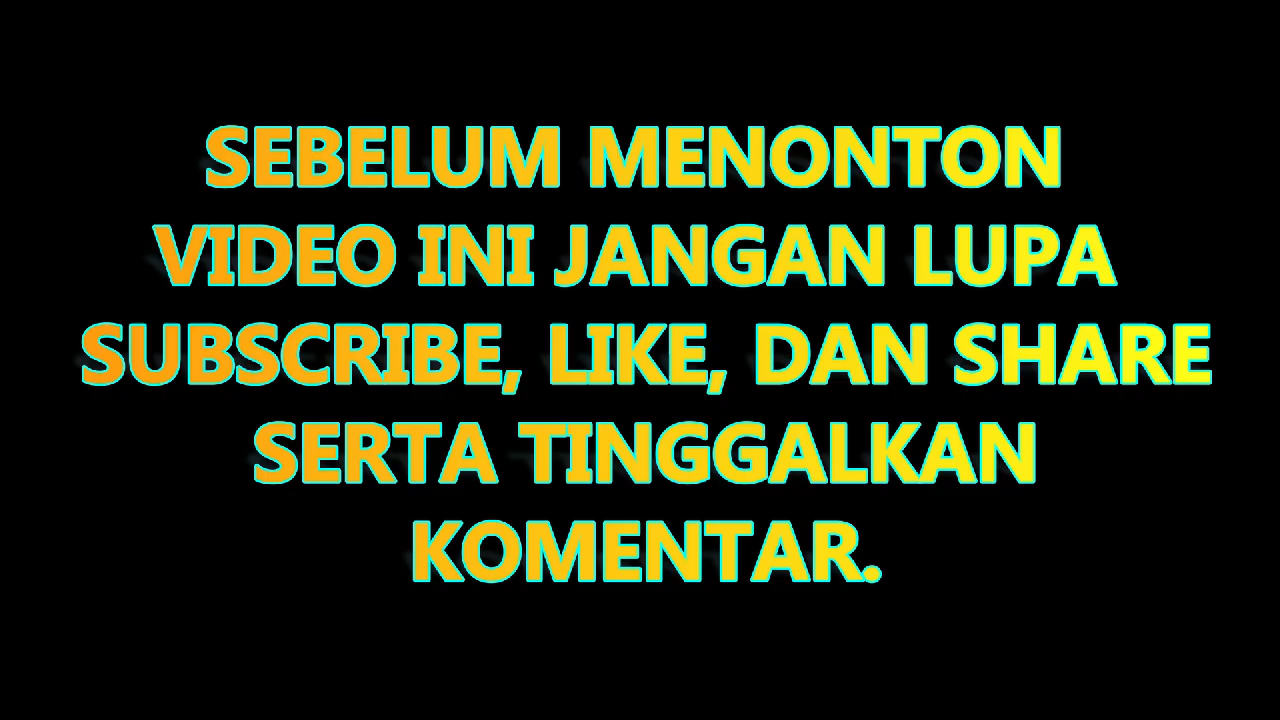 SEBELUM MENONTON
VIDEO INI JANGAN LUPA
SUBSCRIBE, LIKE, DAN SHARE
SERTA TINGGALKAN
KOMENTAR.